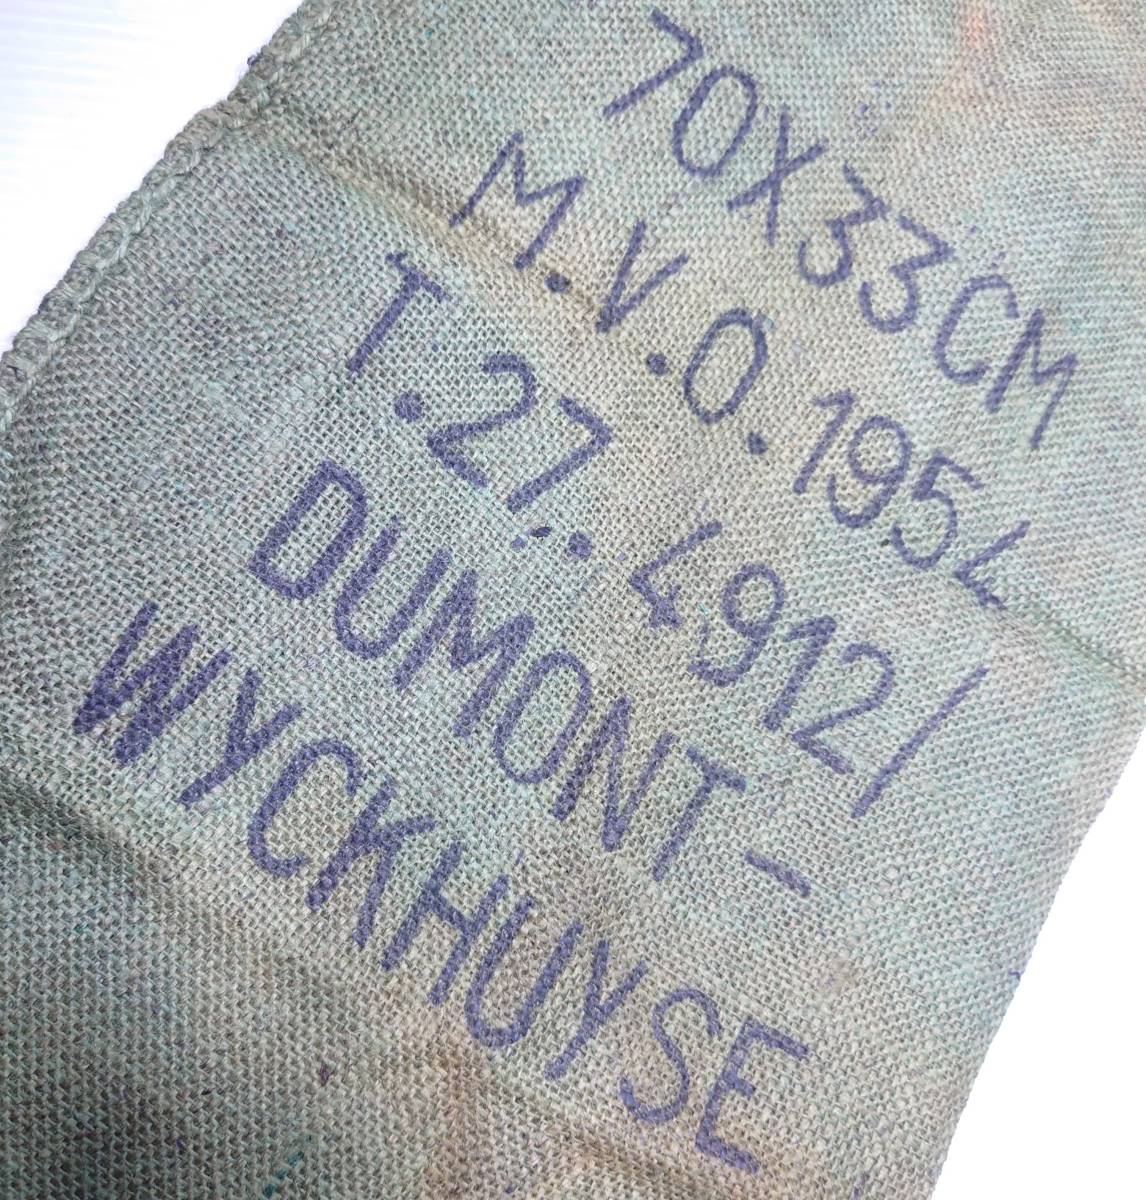 70X33CM
M.V.O.1954
T.27..4912/
DUMONT-
WYCKHUYSE